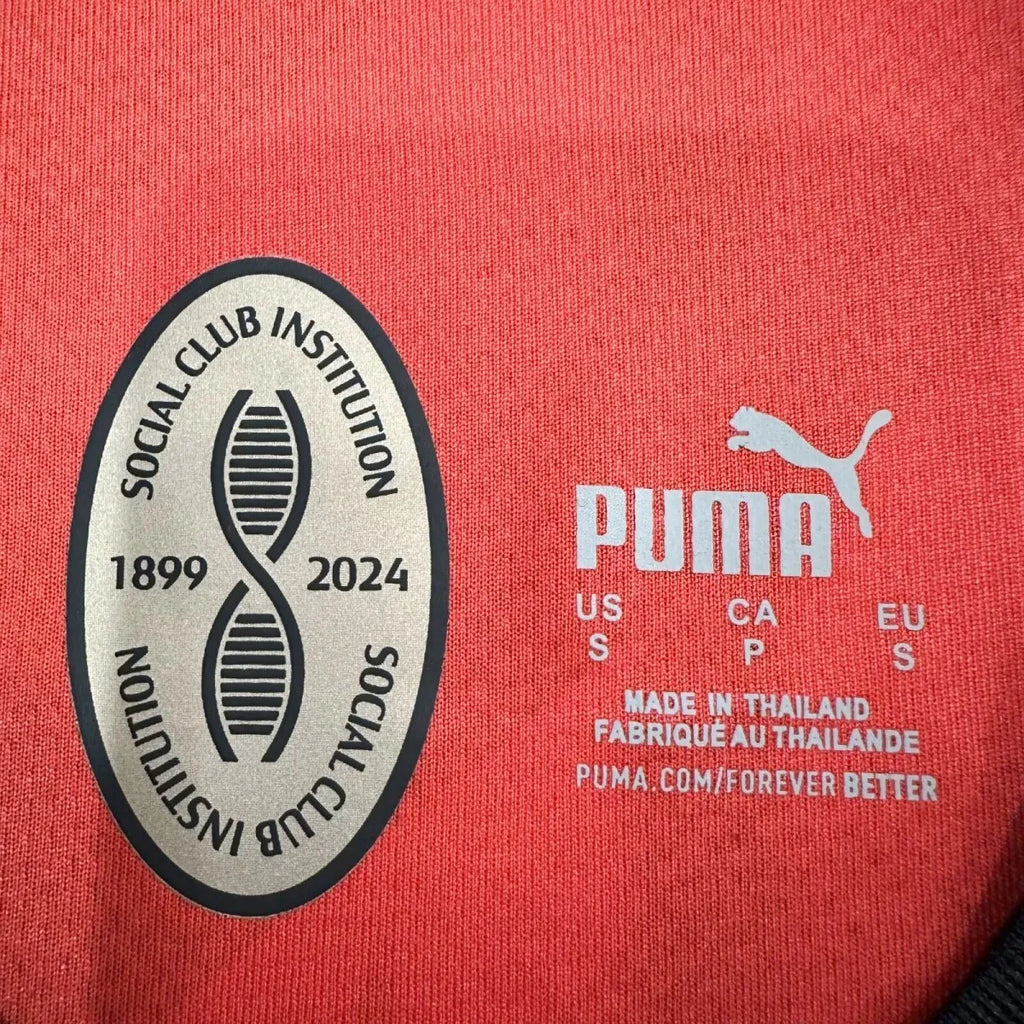 SOCIAL CLUB INSTITUTION
1899 2024
SOCIAL CLUB INSTITUTION
PUMA
US CA EU
S P S
MADE IN THAILAND
FABRIQUÉ AU THAILANDE
PUMA.COM/FOREVER BETTER